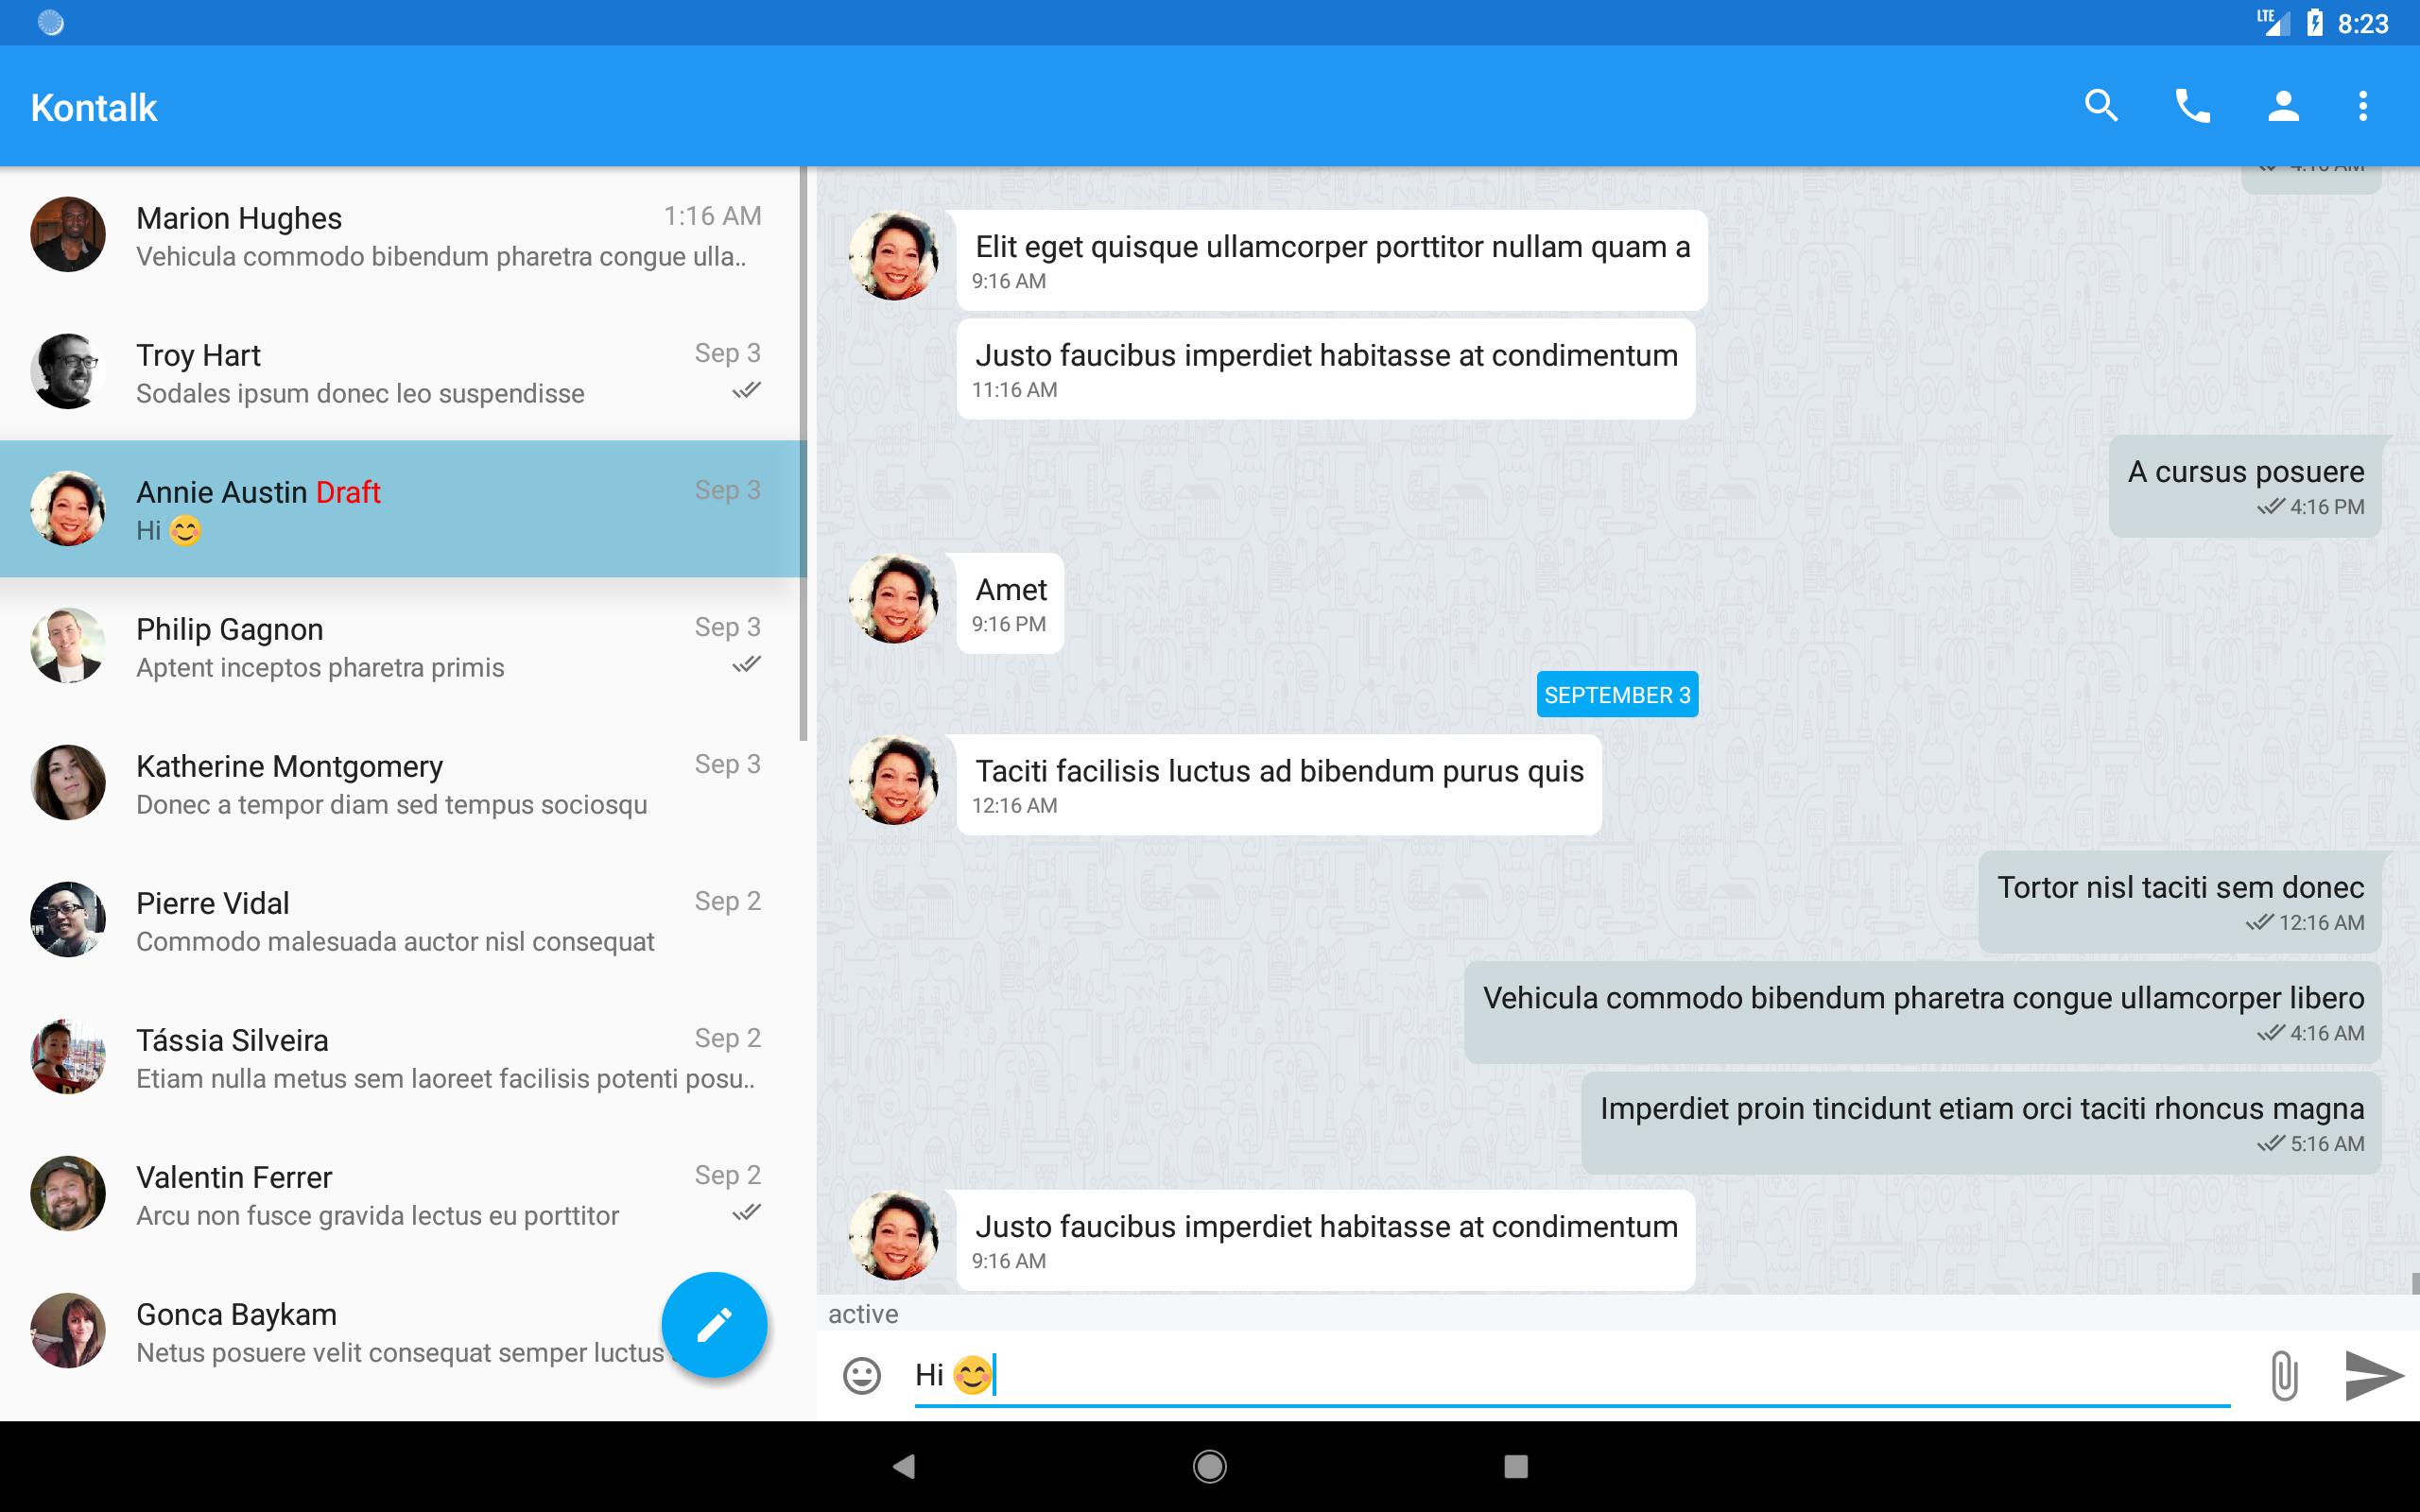 LTE 8:23
Kontalk
Marion Hughes 1:16 AM
Vehicula commodo bibendum pharetra congue ulla..
Troy Hart Sep 3
Sodales ipsum donec leo suspendisse
Annie Austin Draft Sep 3
Hi 😊
Philip Gagnon Sep 3
Aptent inceptos pharetra primis
Katherine Montgomery Sep 3
Donec a tempor diam sed tempus sociosqu
Pierre Vidal Sep 2
Commodo malesuada auctor nisl consequat
Tássia Silveira Sep 2
Etiam nulla metus sem laoreet facilisis potenti posu..
Valentin Ferrer Sep 2
Arcu non fusce gravida lectus eu porttitor
Gonca Baykam
Netus posuere velit consequat semper luctus
4:16 AM
Elit eget quisque ullamcorper porttitor nullam quam a
9:16 AM
Justo faucibus imperdiet habitasse at condimentum
11:16 AM
A cursus posuere
4:16 PM
Amet
9:16 PM
SEPTEMBER 3
Taciti facilisis luctus ad bibendum purus quis
12:16 AM
Tortor nisl taciti sem donec
12:16 AM
Vehicula commodo bibendum pharetra congue ullamcorper libero
4:16 AM
Imperdiet proin tincidunt etiam orci taciti rhoncus magna
5:16 AM
Justo faucibus imperdiet habitasse at condimentum
9:16 AM
active
Hi 😊